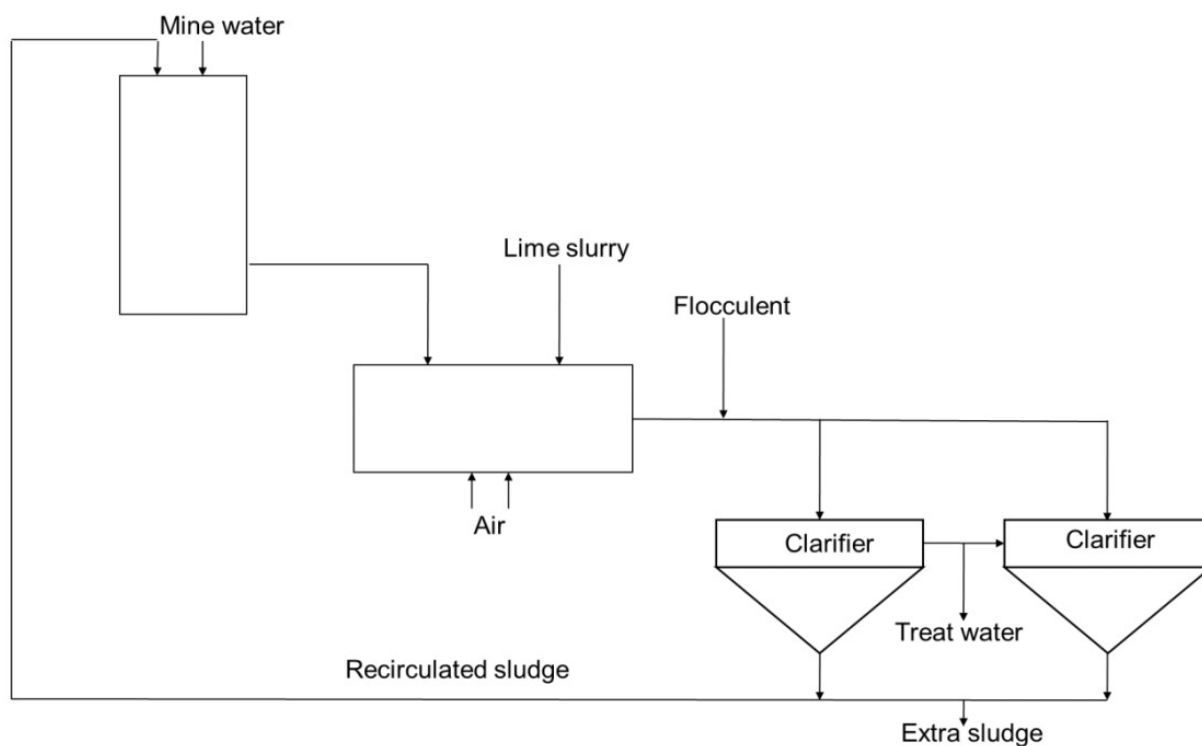 Mine water
Lime slurry
Flocculent
Air
Clarifier
Clarifier
Treat water
Recirculated sludge
Extra sludge